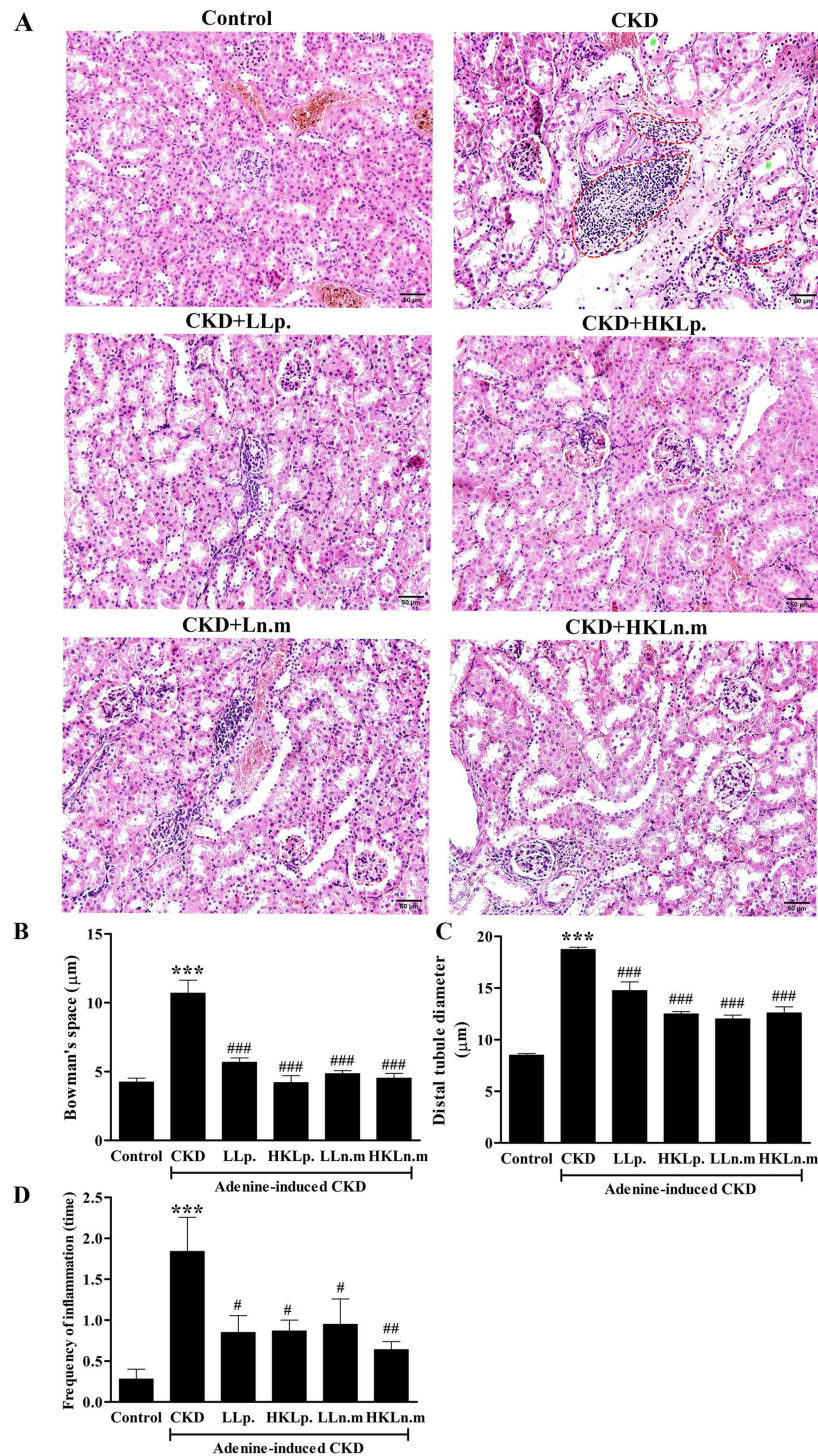 A
Control
CKD
#
#
*
50 µm
50 µm
CKD+LLp.
CKD+HKLp.
50 µm
50 µm
CKD+Ln.m
CKD+HKLn.m
50 µm
50 µm
B
Bowman's space (µm)
15
10
5
0
***
###
###
###
###
Control
CKD
LLp.
HKLp.
LLn.m
HKLn.m
Adenine-induced CKD
C
Distal tubule diameter
(µm)
20
15
10
5
0
***
###
###
###
###
Control
CKD
LLp.
HKLp.
LLn.m
HKLn.m
Adenine-induced CKD
D
Frequency of inflammation (time)
2.5
2.0
1.5
1.0
0.5
0.0
***
#
#
#
##
Control
CKD
LLp.
HKLp.
LLn.m
HKLn.m
Adenine-induced CKD